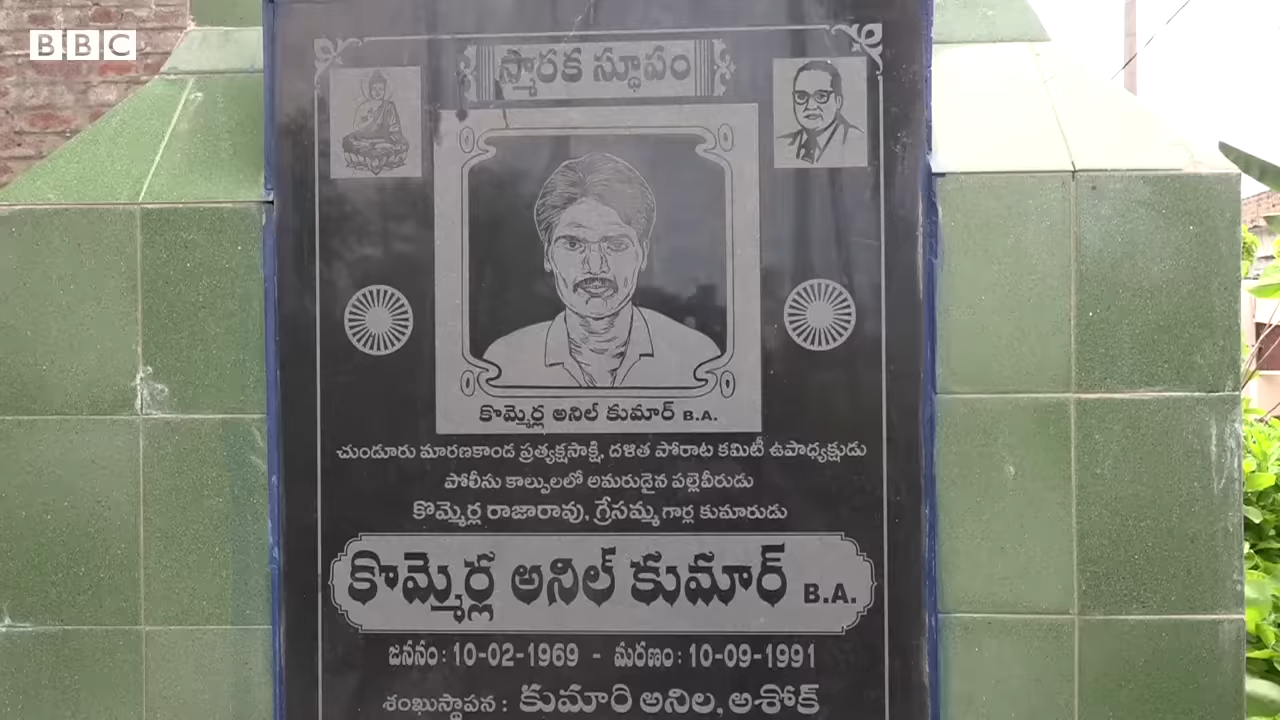 BBC
స్మారక స్థూపం
కొమ్మెర్ల అనిల్ కుమార్ B.A.
చుండూరు మారణకాండ ప్రత్యక్షసాక్షి, దళిత పోరాట కమిటీ ఉపాధ్యక్షుడు
పోలీసు కాల్పులలో అమరుడైన పల్లెవీరుడు
కొమ్మెర్ల రాజారావు, గ్రేసమ్మ గార్ల కుమారుడు
కొమ్మెర్ల అనిల్ కుమార్ B.A.
జననం: 10-02-1969 - మరణం: 10-09-1991
శంఖుస్థాపన : కుమారి అనిల, అశోక్